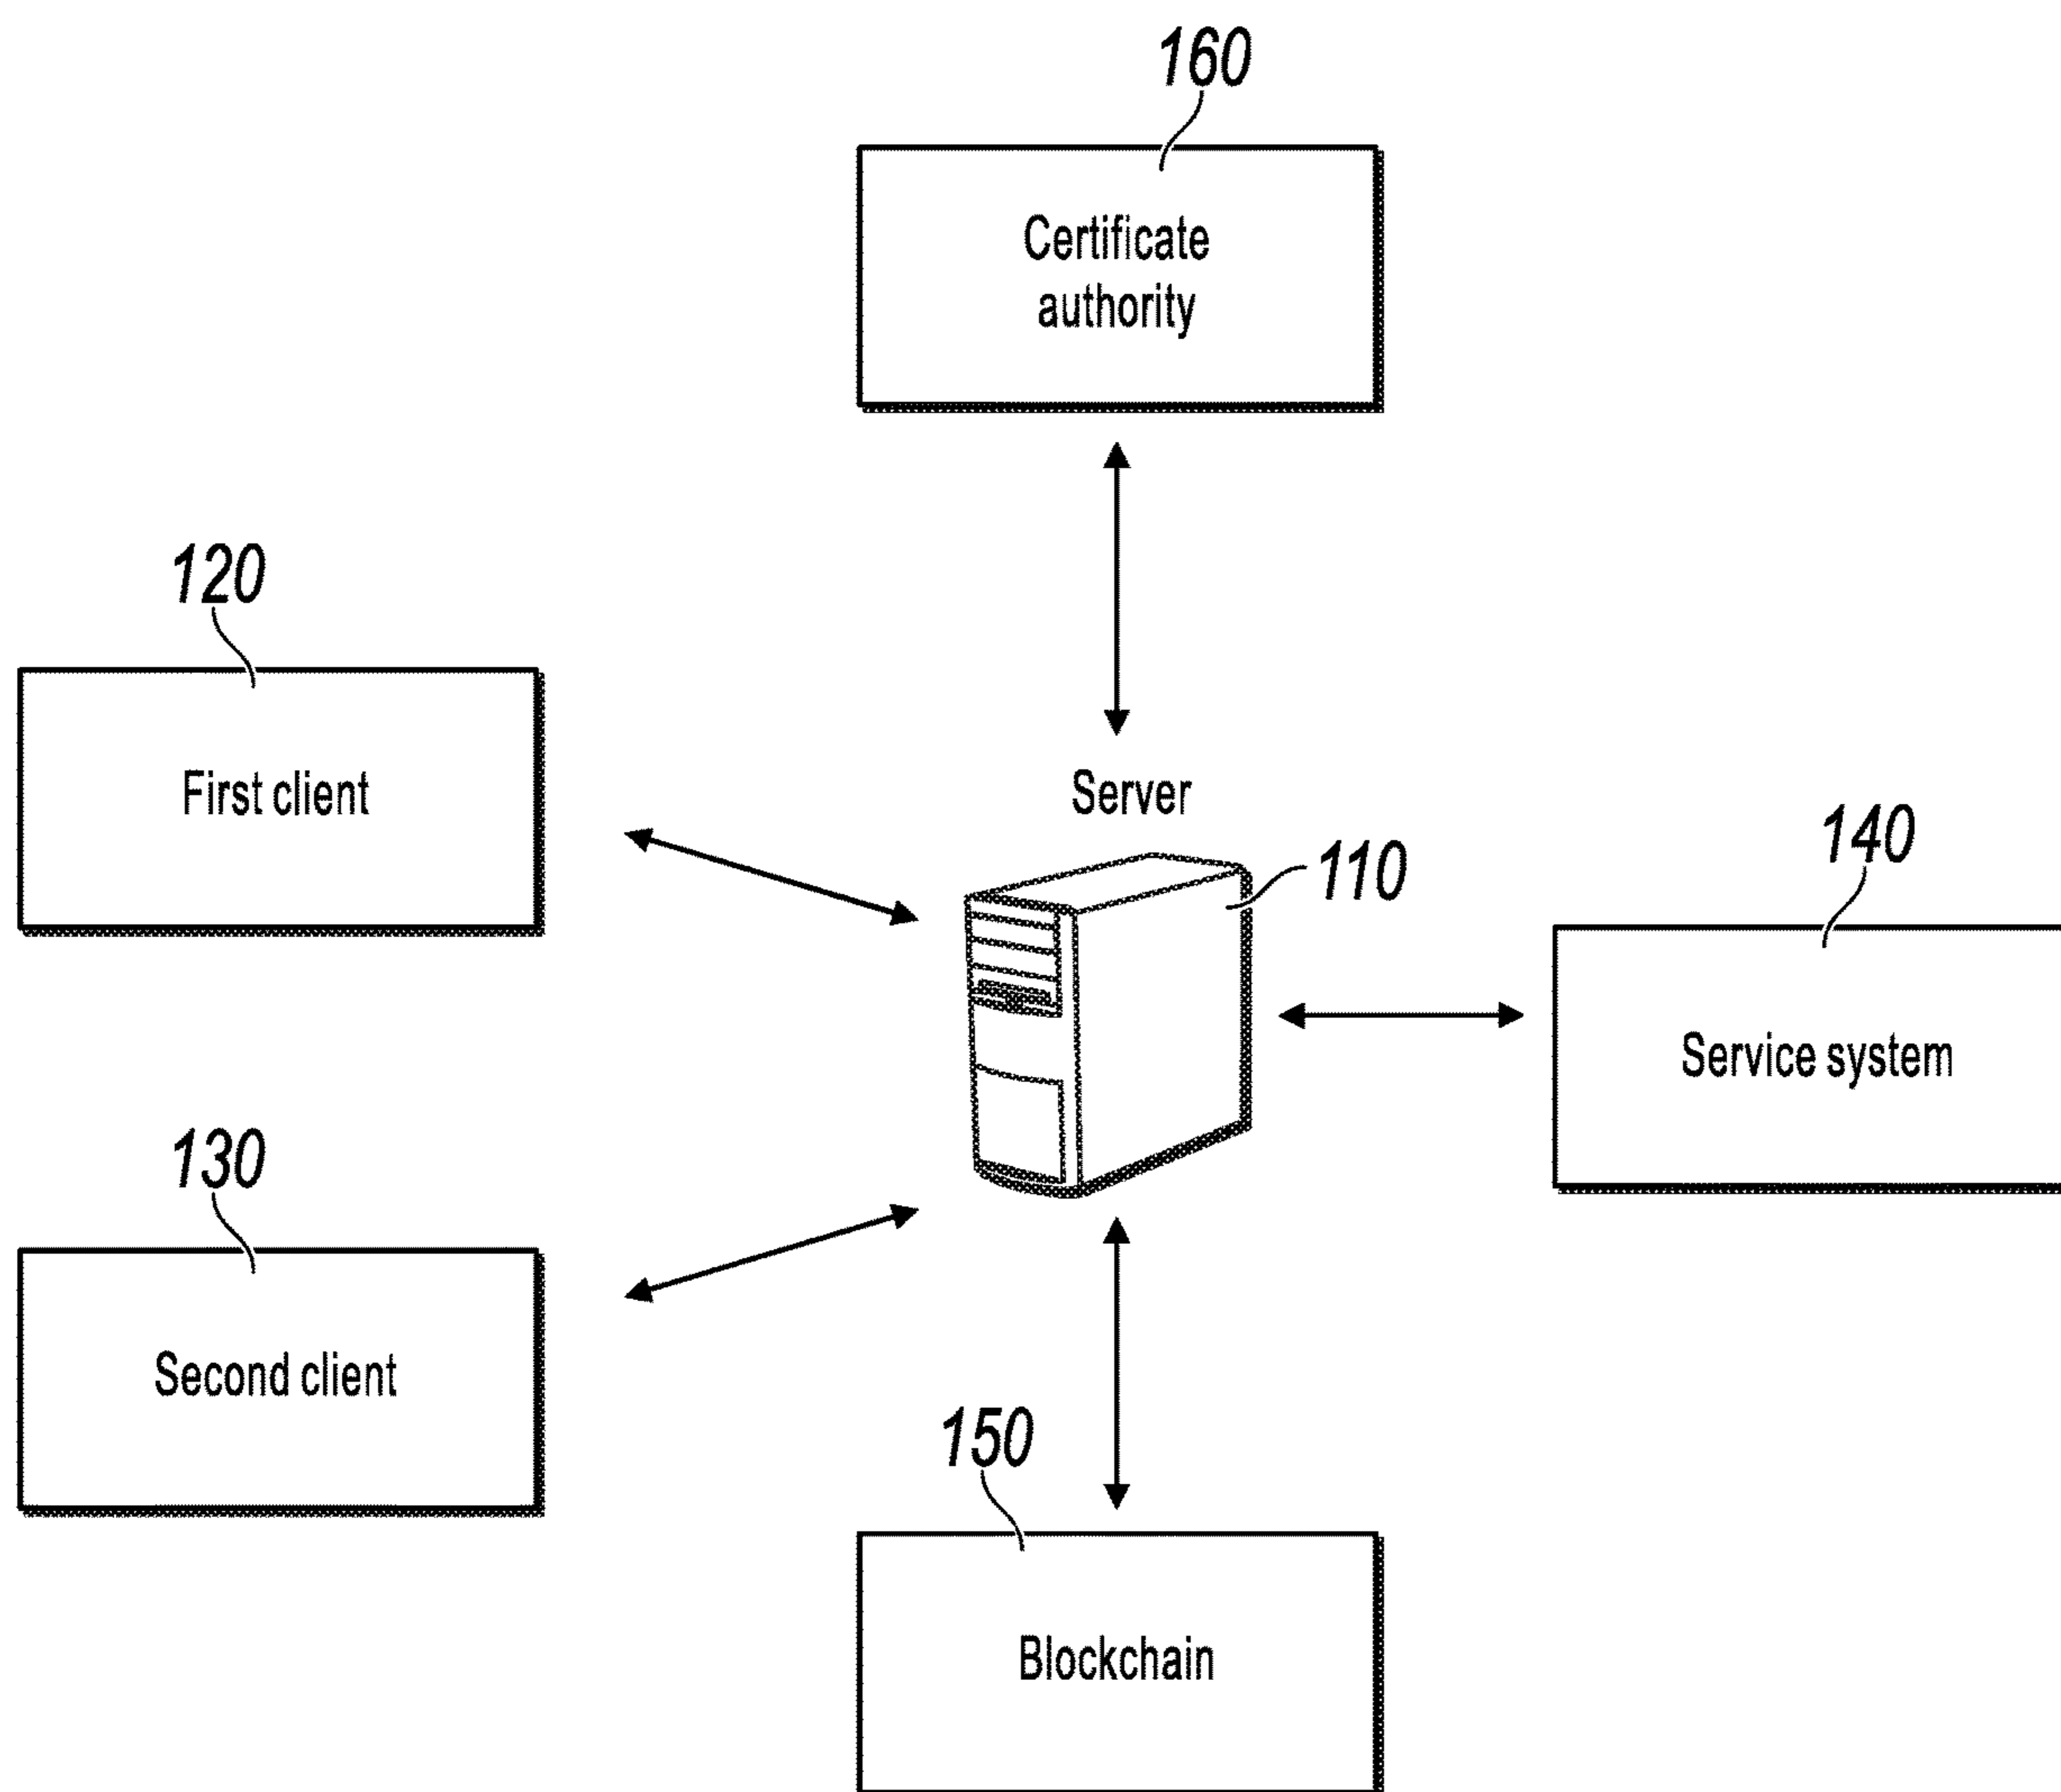 160
Certificate
authority
120
First client
Server
110
140
Service system
130
Second client
150
Blockchain